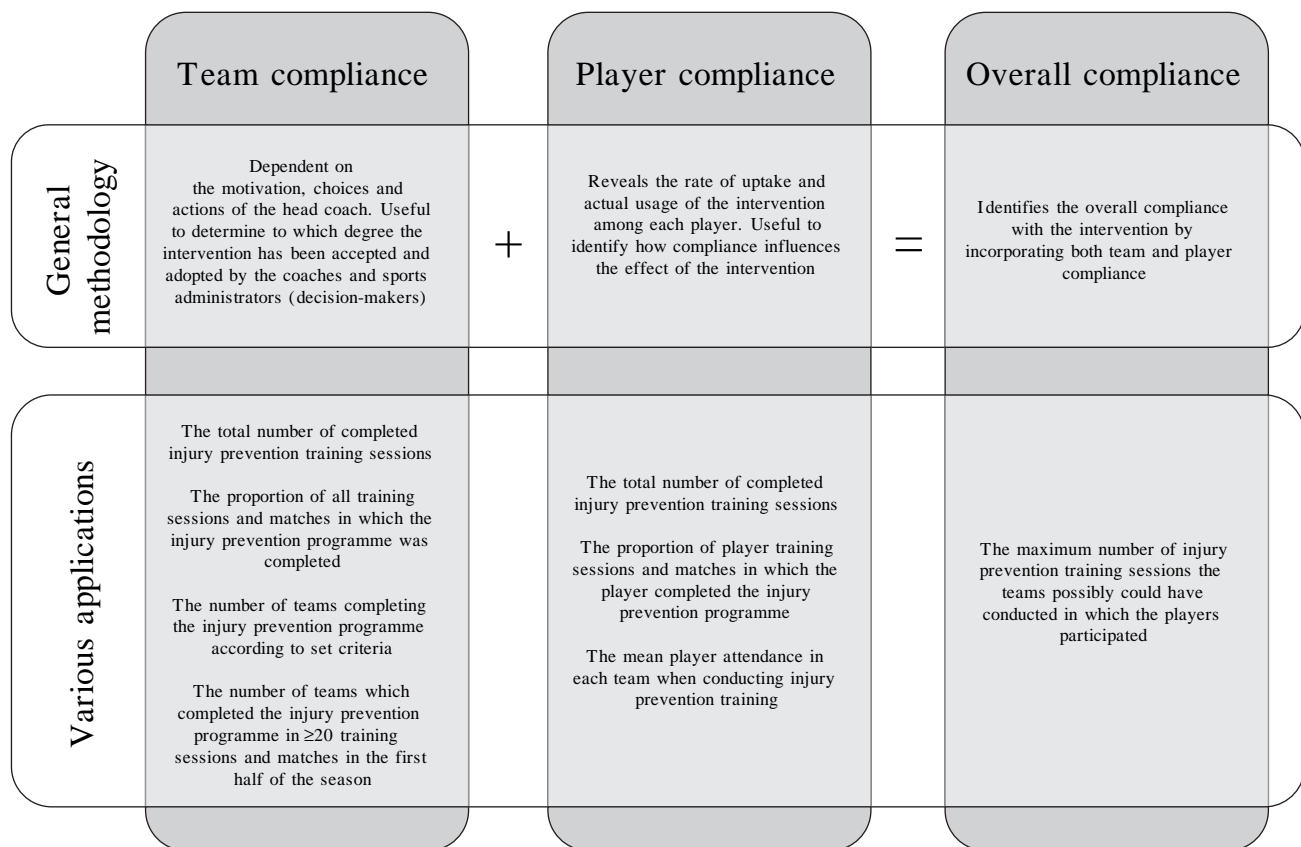 Team compliance
Player compliance
Overall compliance
General
methodology
Dependent on
the motivation, choices and
actions of the head coach. Useful
to determine to which degree the
intervention has been accepted and
adopted by the coaches and sports
administrators (decision-makers)
+
Reveals the rate of uptake and
actual usage of the intervention
among each player. Useful to
identify how compliance influences
the effect of the intervention
=
Identifies the overall compliance
with the intervention by
incorporating both team and player
compliance
Various applications
The total number of completed
injury prevention training sessions
The proportion of all training
sessions and matches in which the
injury prevention programme was
completed
The number of teams completing
the injury prevention programme
according to set criteria
The number of teams which
completed the injury prevention
programme in ≥20 training
sessions and matches in the first
half of the season
The total number of completed
injury prevention training sessions
The proportion of player training
sessions and matches in which the
player completed the injury
prevention programme
The mean player attendance in
each team when conducting injury
prevention training
The maximum number of injury
prevention training sessions the
teams possibly could have
conducted in which the players
participated